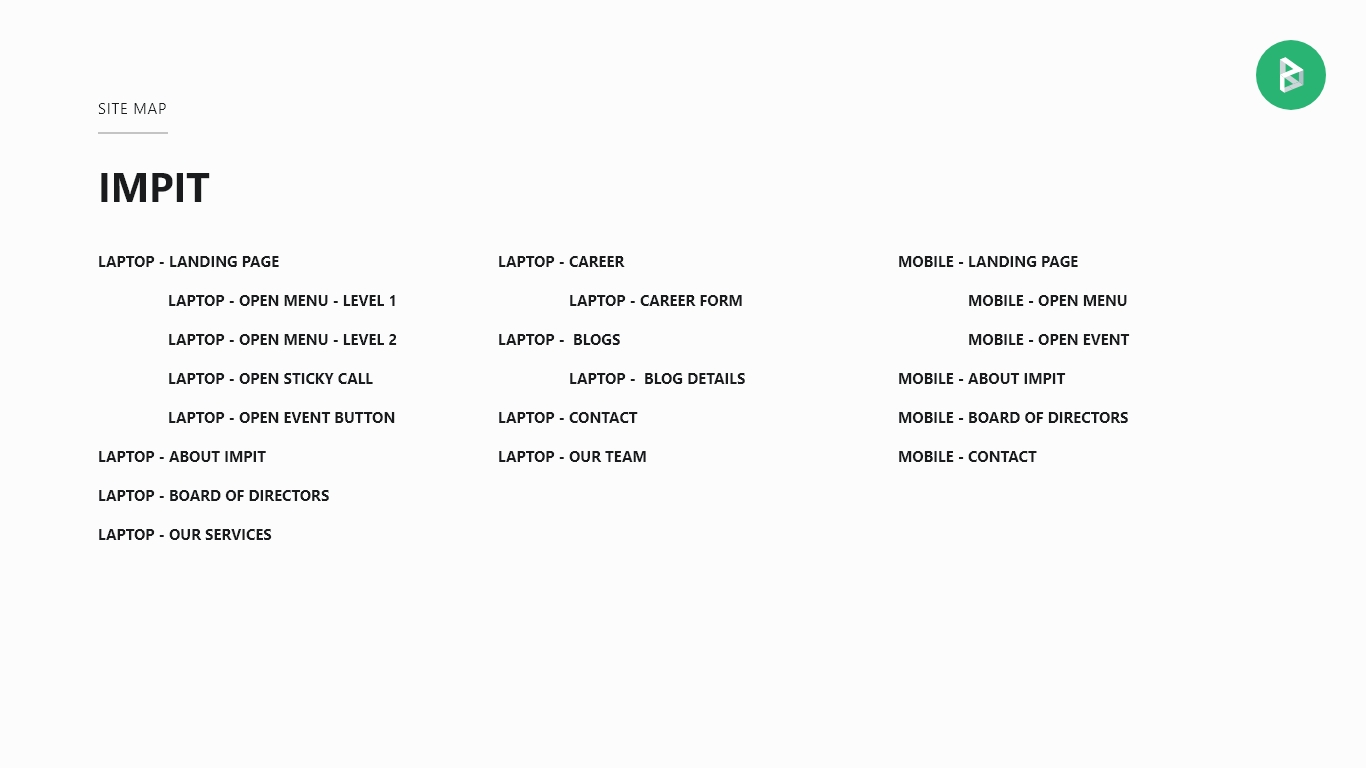 SITE MAP
IMPIT
LAPTOP - LANDING PAGE
LAPTOP - OPEN MENU - LEVEL 1
LAPTOP - OPEN MENU - LEVEL 2
LAPTOP - OPEN STICKY CALL
LAPTOP - OPEN EVENT BUTTON
LAPTOP - ABOUT IMPIT
LAPTOP - BOARD OF DIRECTORS
LAPTOP - OUR SERVICES
LAPTOP - CAREER
LAPTOP - CAREER FORM
LAPTOP -  BLOGS
LAPTOP -  BLOG DETAILS
LAPTOP - CONTACT
LAPTOP - OUR TEAM
MOBILE - LANDING PAGE
MOBILE - OPEN MENU
MOBILE - OPEN EVENT
MOBILE - ABOUT IMPIT
MOBILE - BOARD OF DIRECTORS
MOBILE - CONTACT